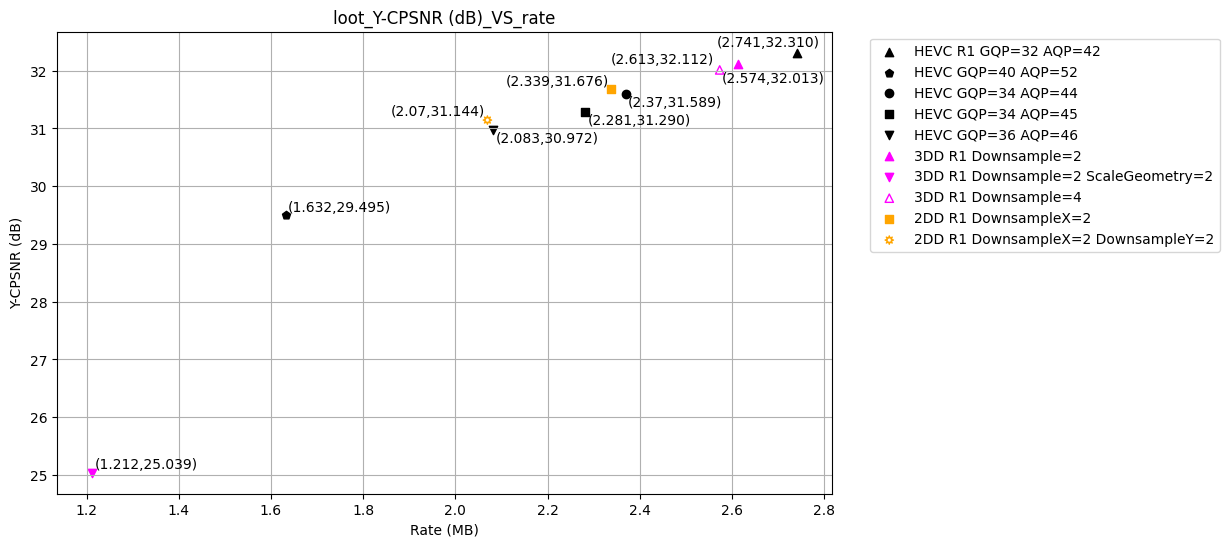 loot_Y-CPSNR (dB)_VS_rate
Y-CPSNR (dB)
32
31
30
29
28
27
26
25
(2.741,32.310)
(2.613,32.112)
(2.574,32.013)
(2.339,31.676)
(2.37,31.589)
(2.281,31.290)
(2.07,31.144)
(2.083,30.972)
(1.632,29.495)
(1.212,25.039)
1.2
1.4
1.6
1.8
2.0
2.2
2.4
2.6
2.8
Rate (MB)
HEVC R1 GQP=32 AQP=42
HEVC GQP=40 AQP=52
HEVC GQP=34 AQP=44
HEVC GQP=34 AQP=45
HEVC GQP=36 AQP=46
3DD R1 Downsample=2
3DD R1 Downsample=2 ScaleGeometry=2
3DD R1 Downsample=4
2DD R1 DownsampleX=2
2DD R1 DownsampleX=2 DownsampleY=2